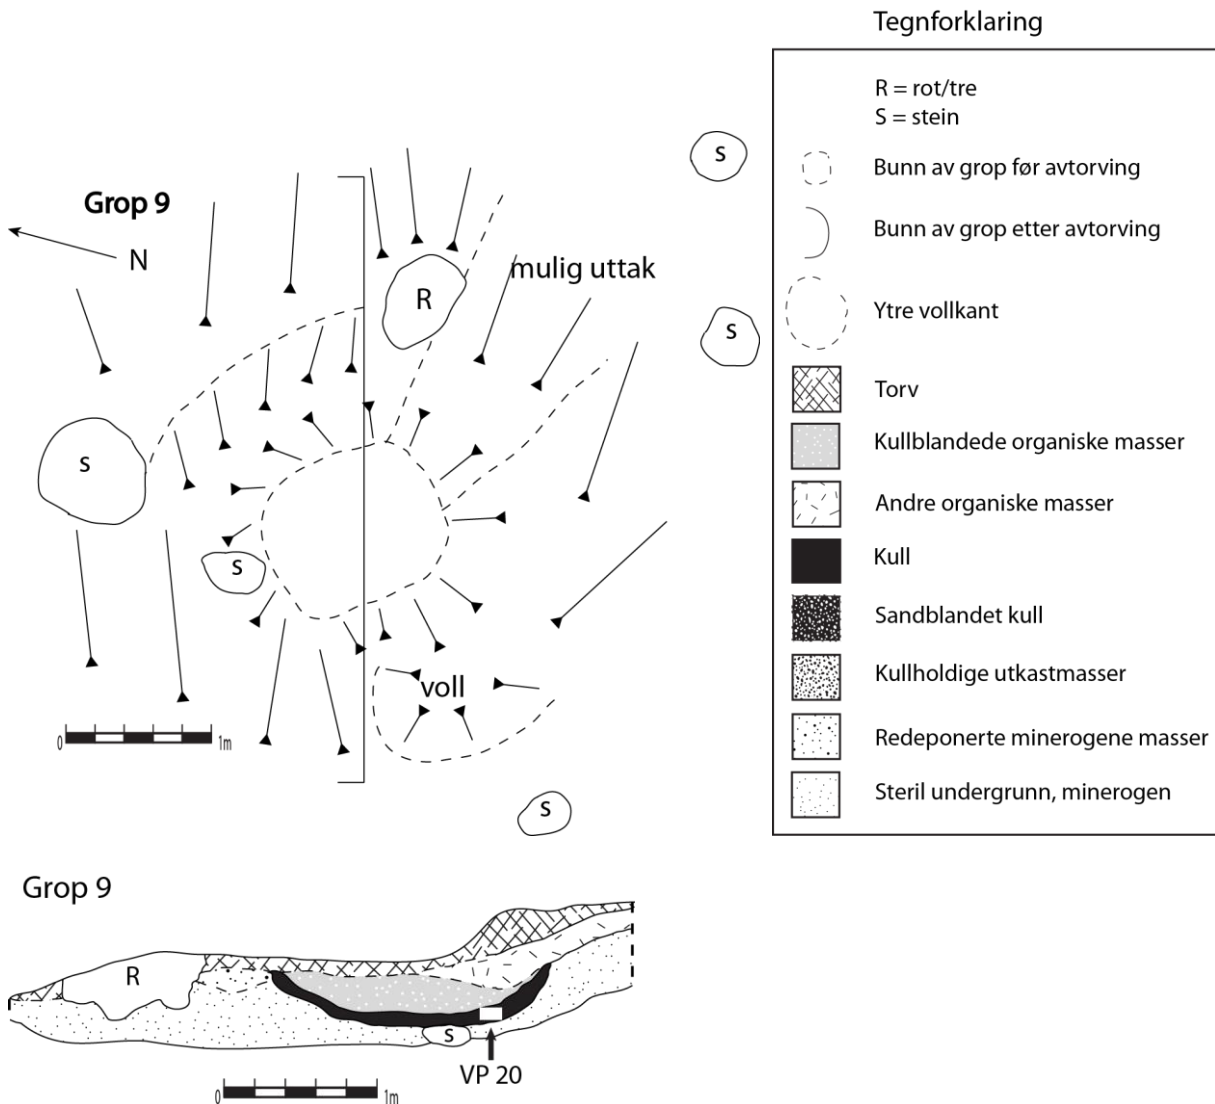 Tegnforklaring
R = rot/tre
S = stein
Bunn av grop før avtorving
Bunn av grop etter avtorving
Ytre vollkant
Torv
Kullblandede organiske masser
Andre organiske masser
Kull
Sandblandet kull
Kullholdige utkastmasser
Redeponerte minerogene masser
Steril undergrunn, minerogen
Grop 9
N
mulig uttak
R
S
S
S
S
voll
0 1m
S
Grop 9
R
S
VP 20
0 1m